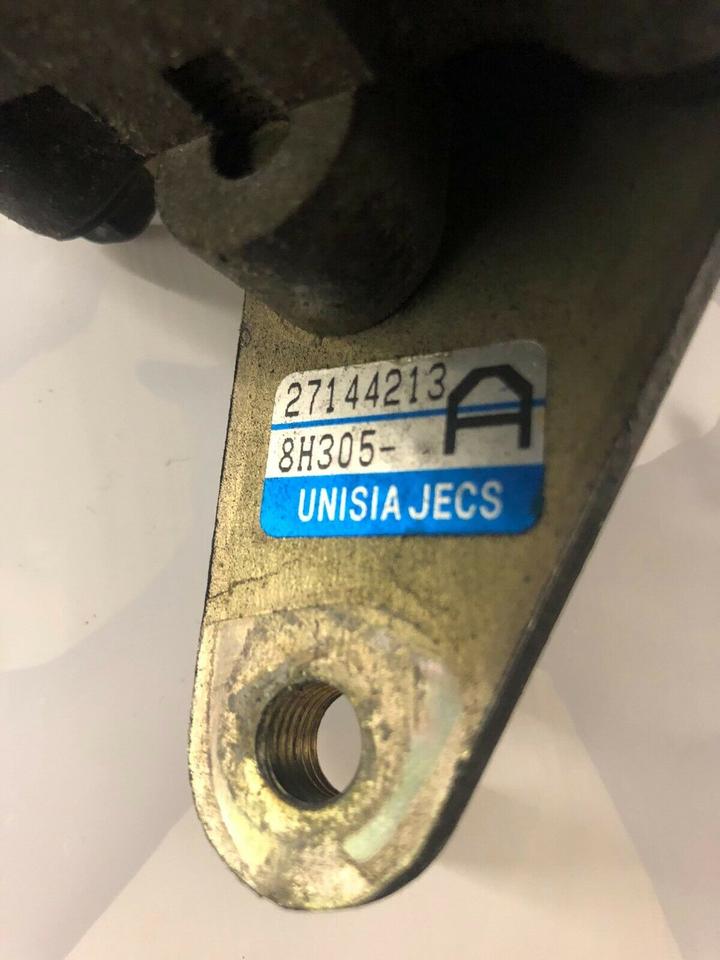 27144213
A
8H305-
UNISIA JECS